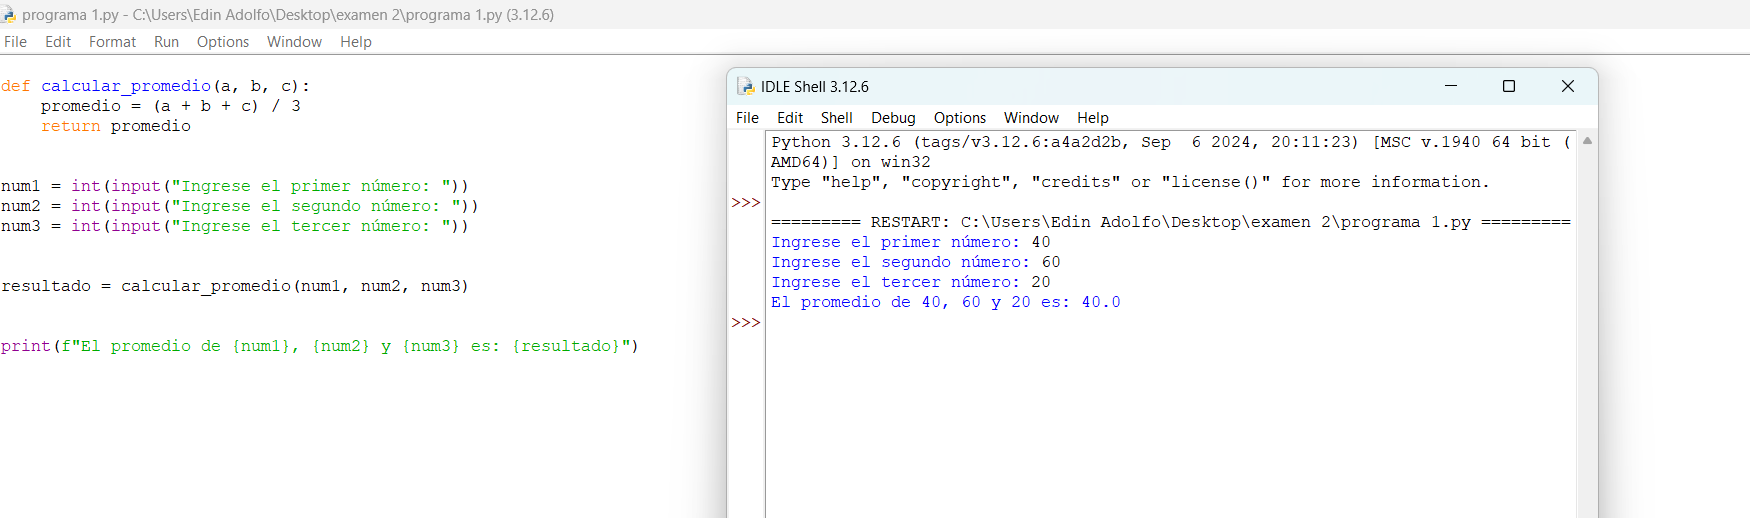 programa 1.py - C:\Users\Edin Adolfo\Desktop\examen 2\programa 1.py (3.12.6)
File Edit Format Run Options Window Help
def calcular_promedio(a, b, c):
    promedio = (a + b + c) / 3
    return promedio
num1 = int(input("Ingrese el primer número: "))
num2 = int(input("Ingrese el segundo número: "))
num3 = int(input("Ingrese el tercer número: "))
resultado = calcular_promedio(num1, num2, num3)
print(f"El promedio de {num1}, {num2} y {num3} es: {resultado}")
IDLE Shell 3.12.6
File Edit Shell Debug Options Window Help
Python 3.12.6 (tags/v3.12.6:a4a2d2b, Sep  6 2024, 20:11:23) [MSC v.1940 64 bit (
AMD64)] on win32
Type "help", "copyright", "credits" or "license()" for more information.
>>>
========= RESTART: C:\Users\Edin Adolfo\Desktop\examen 2\programa 1.py =========
Ingrese el primer número: 40
Ingrese el segundo número: 60
Ingrese el tercer número: 20
El promedio de 40, 60 y 20 es: 40.0
>>>